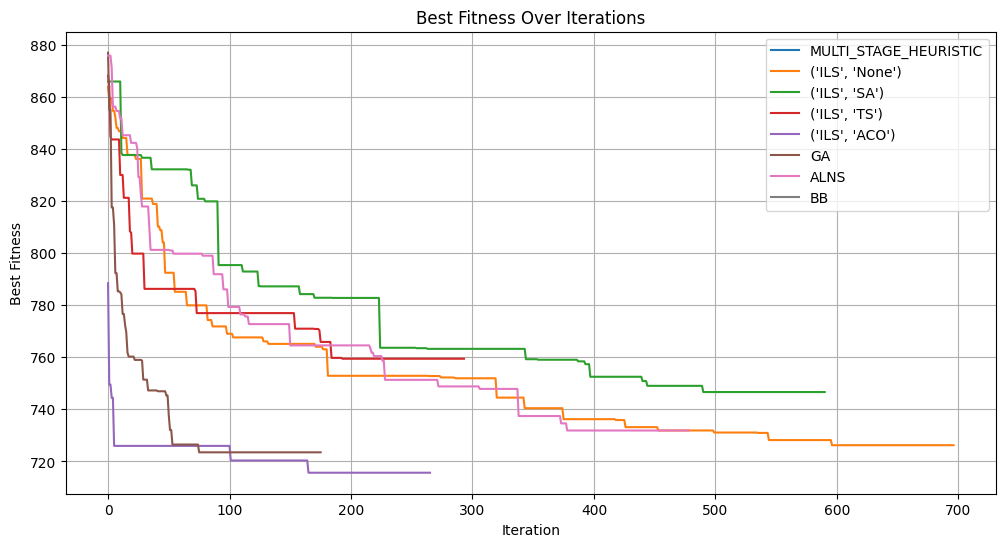 Best Fitness Over Iterations
Best Fitness
880
860
840
820
800
780
760
740
720
0
100
200
300
400
500
600
700
Iteration
MULTI_STAGE_HEURISTIC
('ILS', 'None')
('ILS', 'SA')
('ILS', 'TS')
('ILS', 'ACO')
GA
ALNS
BB